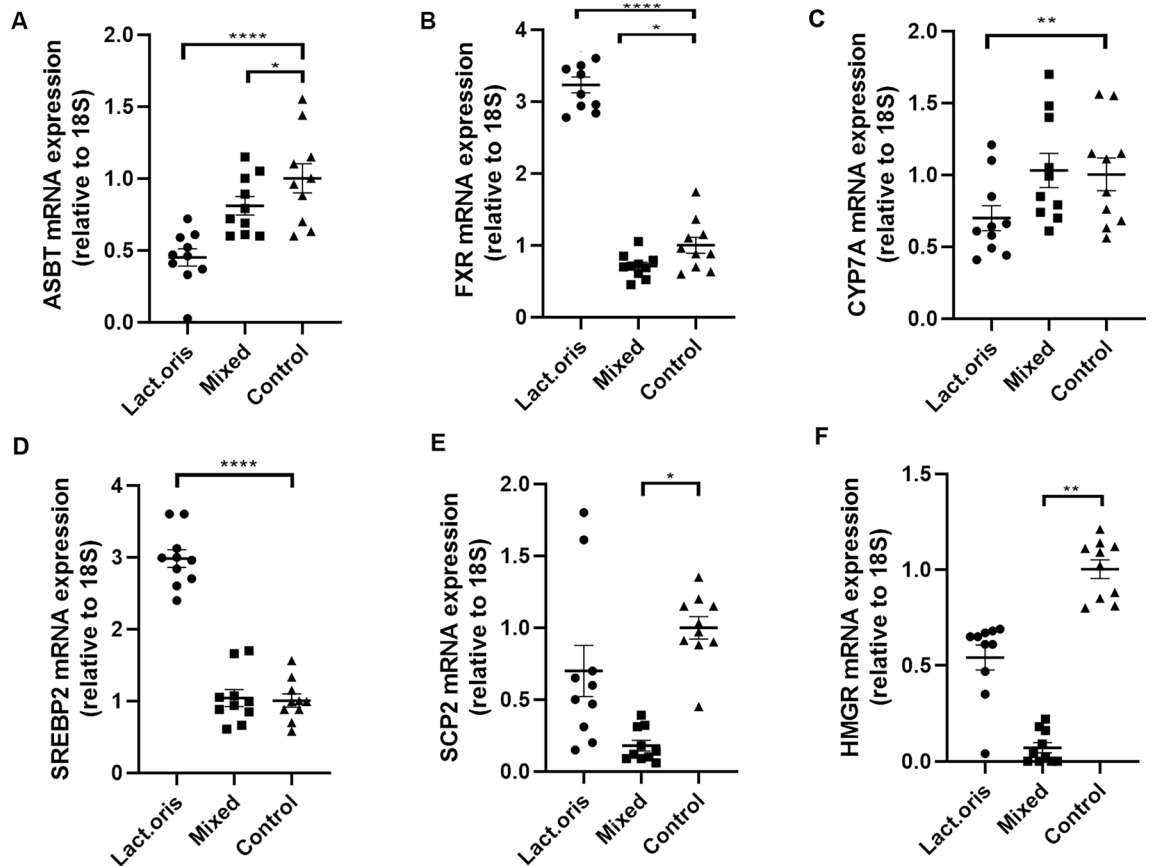 A
ASBT mRNA expression
(relative to 18S)
2.0
1.5
1.0
0.5
0.0
****
*
Lact.oris
Mixed
Control
B
FXR mRNA expression
(relative to 18S)
4
3
2
1
0
****
*
Lact.oris
Mixed
Control
C
CYP7A mRNA expression
(relative to 18S)
2.0
1.5
1.0
0.5
0.0
**
Lact.oris
Mixed
Control
D
SREBP2 mRNA expression
(relative to 18S)
4
3
2
1
0
****
Lact.oris
Mixed
Control
E
SCP2 mRNA expression
(relative to 18S)
2.0
1.5
1.0
0.5
0.0
*
Lact.oris
Mixed
Control
F
HMGR mRNA expression
(relative to 18S)
1.5
1.0
0.5
0.0
**
Lact.oris
Mixed
Control